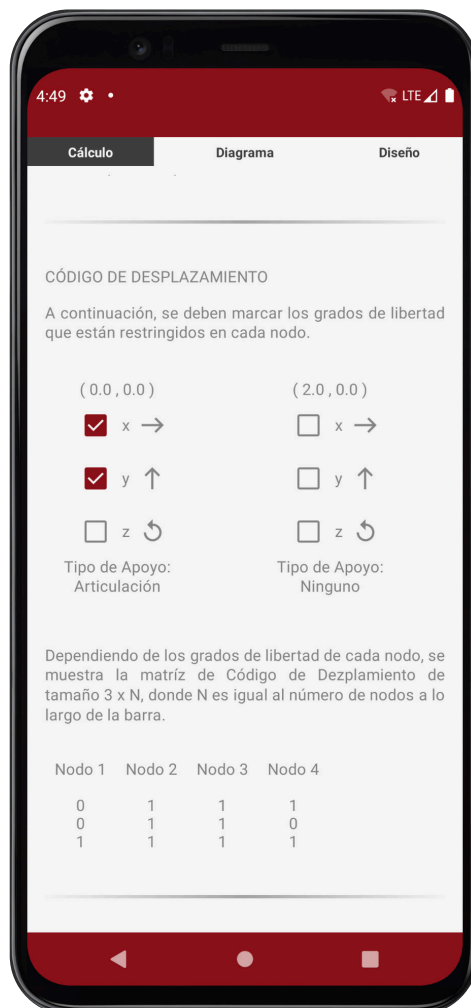 4:49
LTE
Cálculo Diagrama Diseño
CÓDIGO DE DESPLAZAMIENTO
A continuación, se deben marcar los grados de libertad
que están restringidos en cada nodo.
( 0.0 , 0.0 ) ( 2.0 , 0.0 )
x → x →
y ↑ y ↑
z z
Tipo de Apoyo: Tipo de Apoyo:
Articulación Ninguno
Dependiendo de los grados de libertad de cada nodo, se
muestra la matríz de Código de Dezplamiento de
tamaño 3 x N, donde N es igual al número de nodos a lo
largo de la barra.
Nodo 1 Nodo 2 Nodo 3 Nodo 4
0 1 1 1
0 1 1 0
1 1 1 1